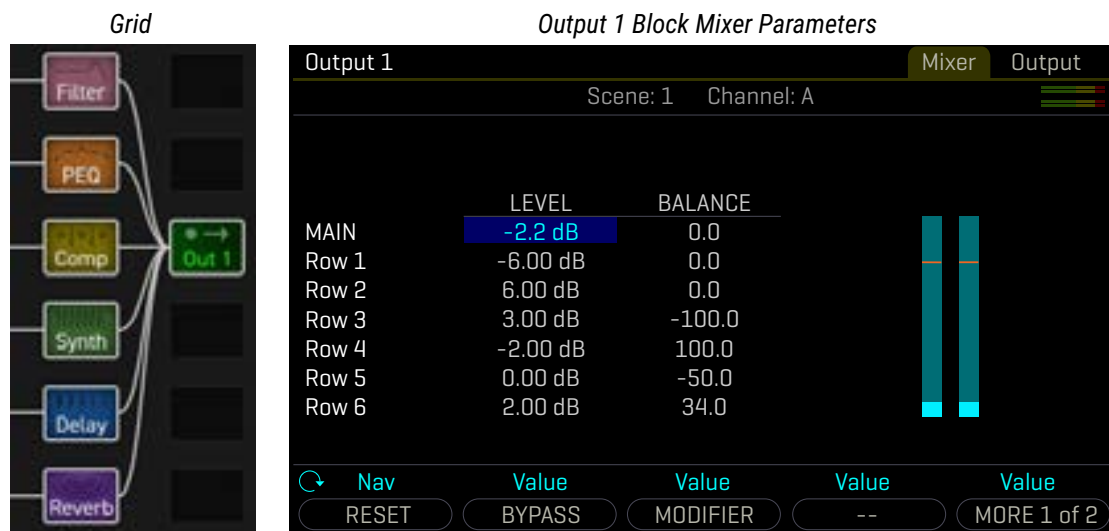 Grid
Output 1 Block Mixer Parameters
Filter
PEQ
Comp
Out 1
Synth
Delay
Reverb
Output 1 Mixer Output
Scene: 1 Channel: A
LEVEL BALANCE
MAIN -2.2 dB 0.0
Row 1 -6.00 dB 0.0
Row 2 6.00 dB 0.0
Row 3 3.00 dB -100.0
Row 4 -2.00 dB 100.0
Row 5 0.00 dB -50.0
Row 6 2.00 dB 34.0
Nav Value Value Value Value
RESET BYPASS MODIFIER -- MORE 1 of 2